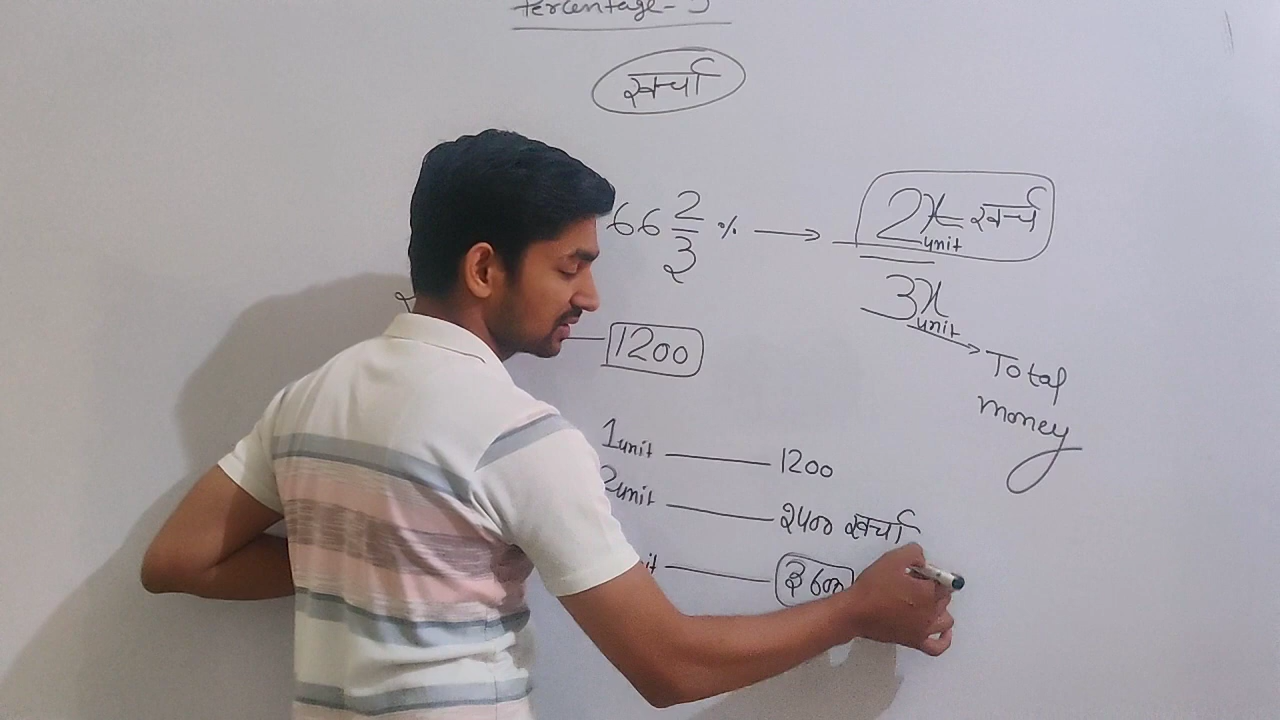 Percentage-5
खर्चा
66 2/3 % → 2x unit खर्च
3x unit → Total money
1200
1unit — 1200
2unit — 2400 खर्चा
it — 3600